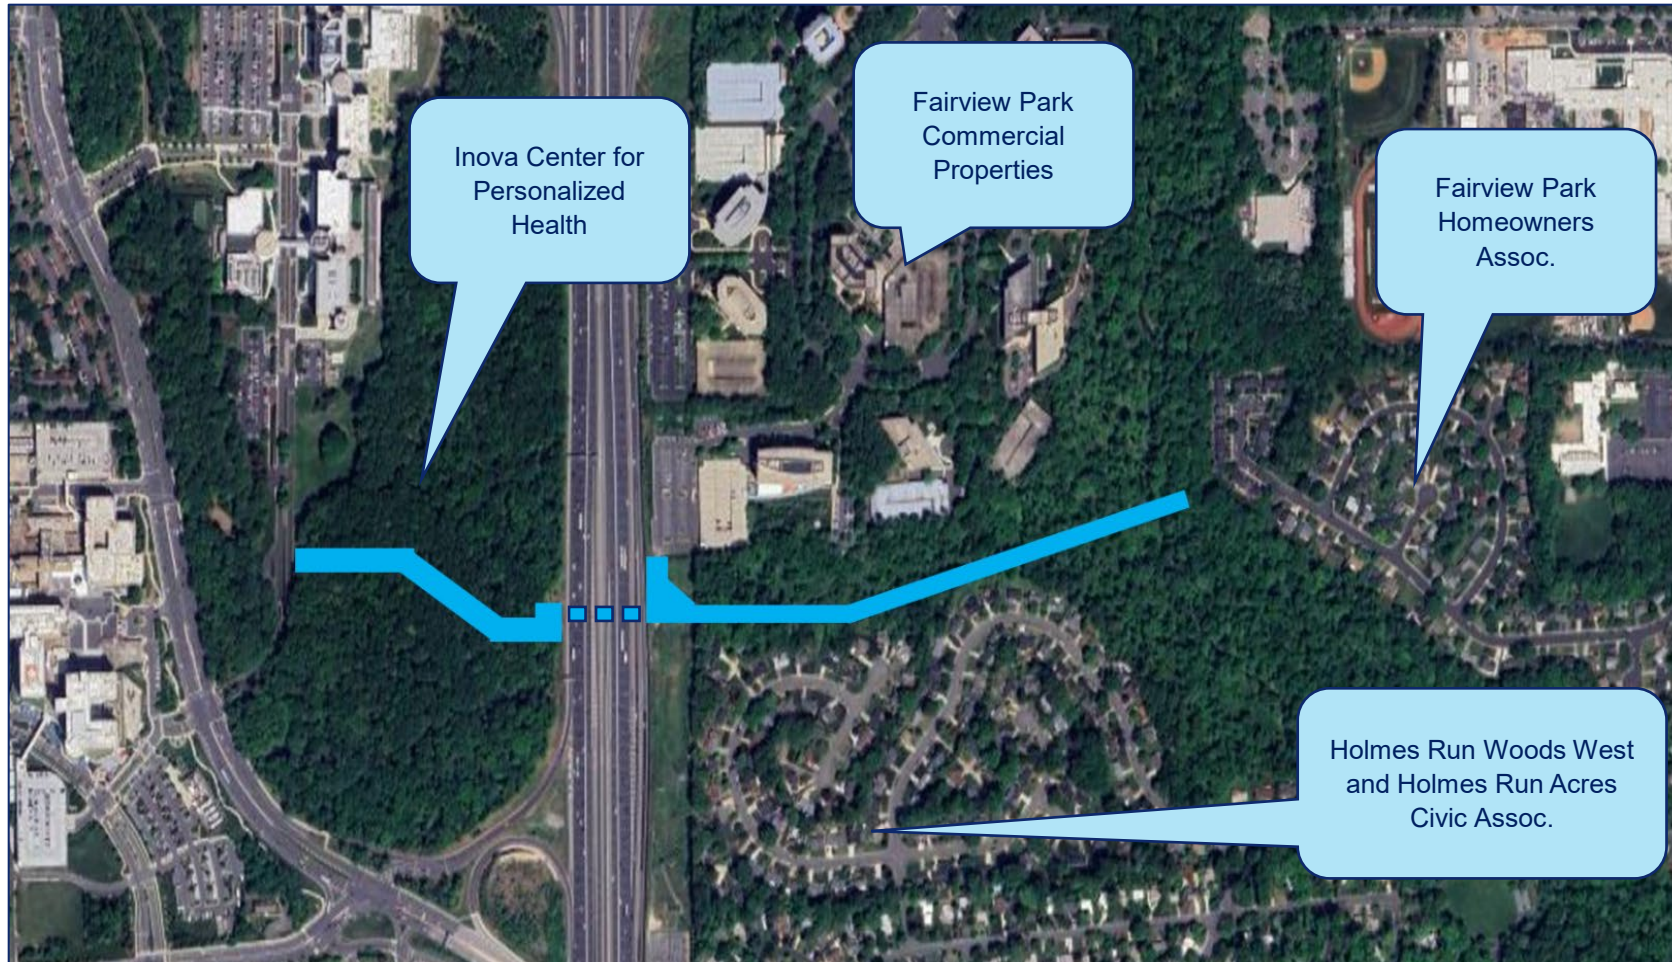 Inova Center for
Personalized
Health
Fairview Park
Commercial
Properties
Fairview Park
Homeowners
Assoc.
Holmes Run Woods West
and Holmes Run Acres
Civic Assoc.